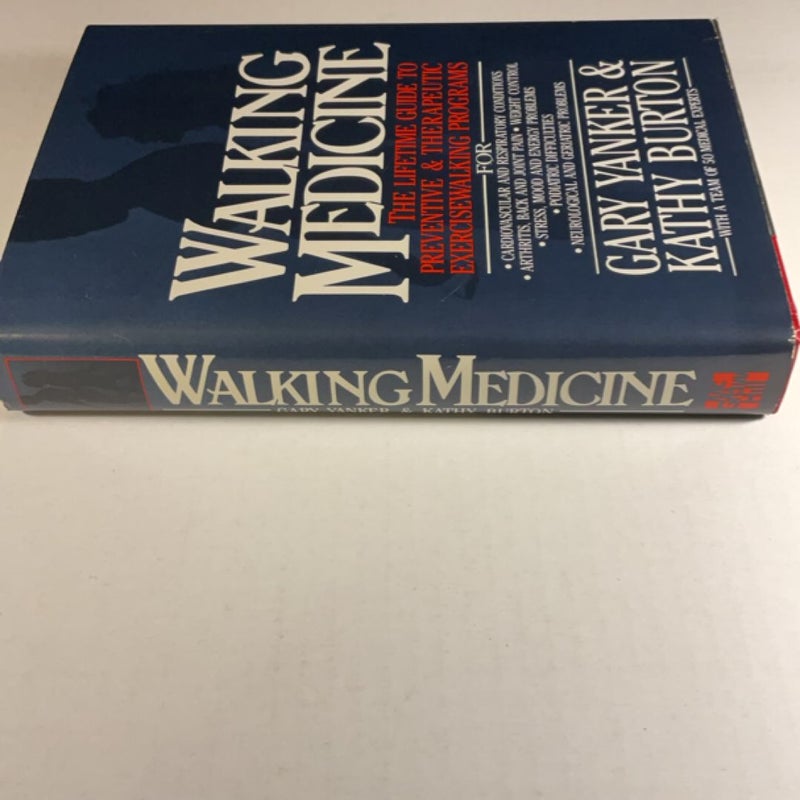 WALKING
MEDICINE
THE LIFETIME GUIDE TO
PREVENTIVE & THERAPEUTIC
EXERCISEWALKING PROGRAMS
FOR
• CARDIOVASCULAR AND RESPIRATORY CONDITIONS
• ARTHRITIS, BACK AND JOINT PAIN • WEIGHT CONTROL
• STRESS, MOOD AND ENERGY PROBLEMS
• PODIATRIC DIFFICULTIES
• NEUROLOGICAL AND GERIATRIC PROBLEMS
GARY YANKER &
KATHY BURTON
WITH A TEAM OF 50 MEDICAL EXPERTS
WALKING MEDICINE
GARY YANKER & KATHY BURTON